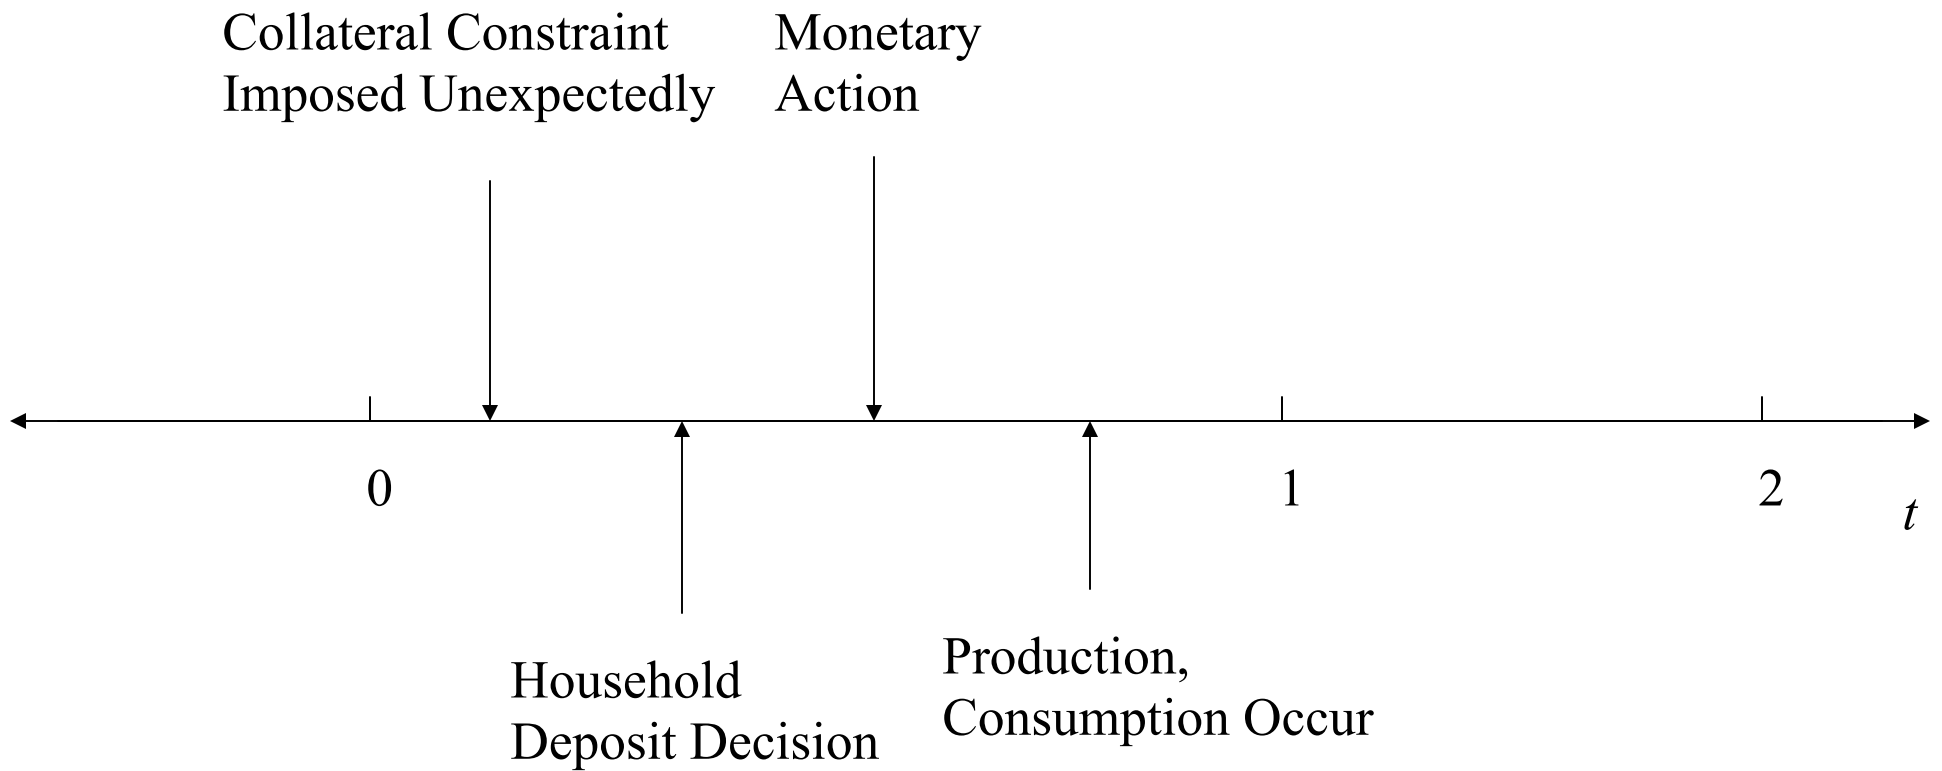 Collateral Constraint
Imposed Unexpectedly
Monetary
Action
0
1
2
t
Household
Deposit Decision
Production,
Consumption Occur